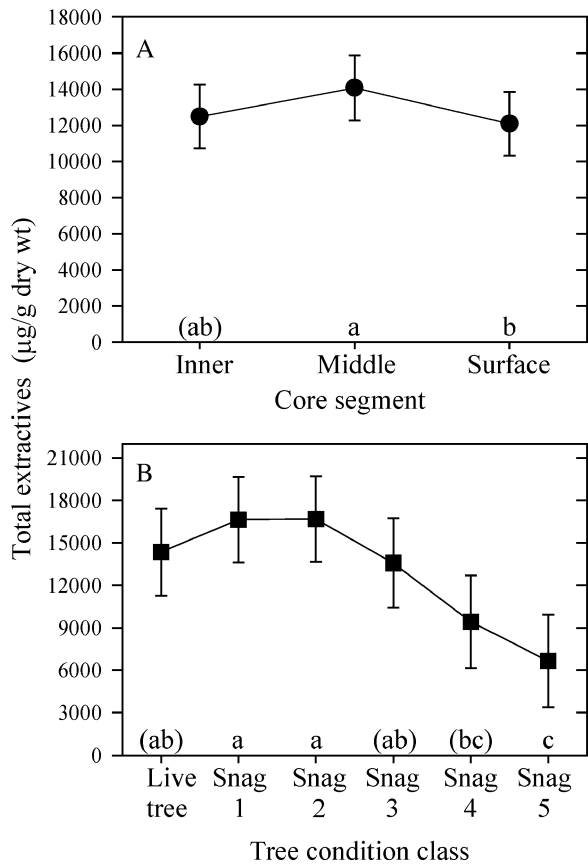 Total extractives (µg/g dry wt)
A
18000
16000
14000
12000
10000
8000
6000
4000
2000
0
(ab) a b
Inner Middle Surface
Core segment
B
21000
18000
15000
12000
9000
6000
3000
0
(ab) a a (ab) (bc) c
Live Snag Snag Snag Snag Snag
tree 1 2 3 4 5
Tree condition class